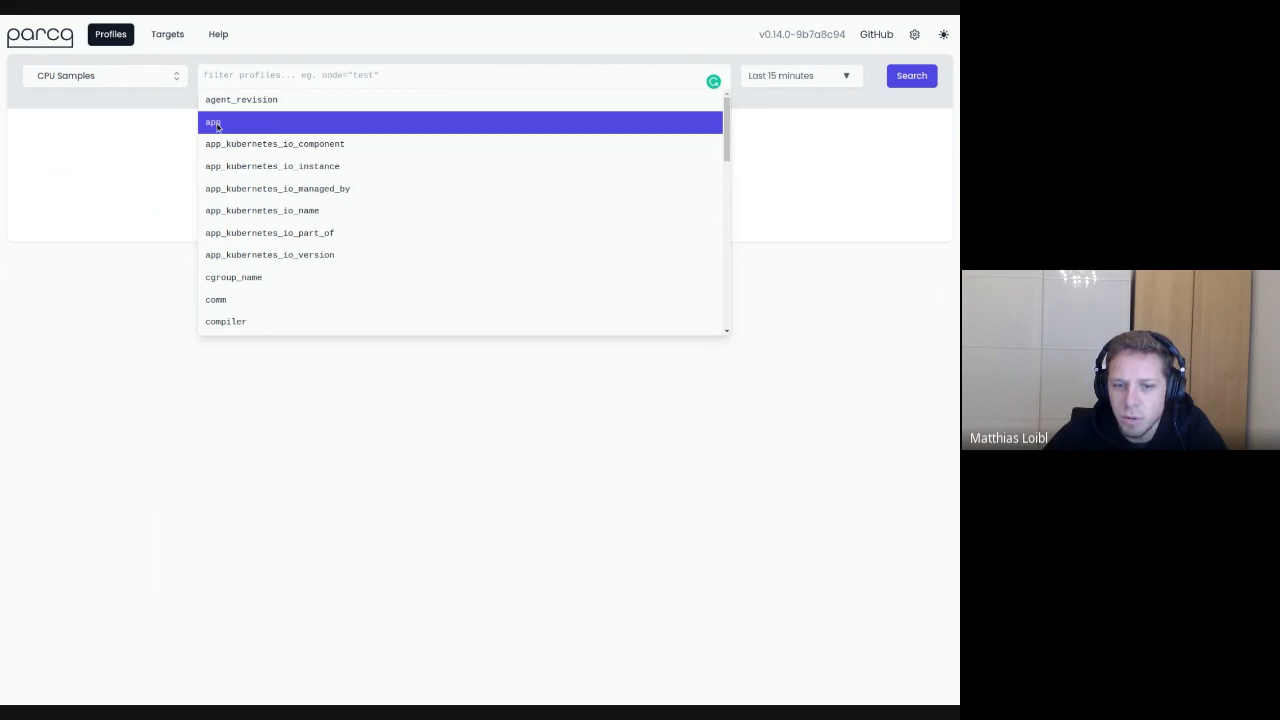 parca
Profiles
Targets
Help
v0.14.0-9b7a8c94
GitHub
CPU Samples
filter profiles... eg. node="test"
Last 15 minutes
Search
agent_revision
app
app_kubernetes_io_component
app_kubernetes_io_instance
app_kubernetes_io_managed_by
app_kubernetes_io_name
app_kubernetes_io_part_of
app_kubernetes_io_version
cgroup_name
comm
compiler
Matthias Loibl